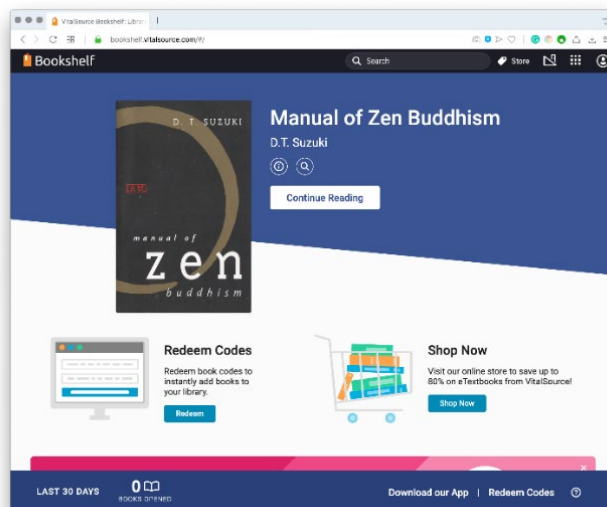 VitalSource Bookshelf: Libra
bookshelf.vitalsource.com/#/
Bookshelf
Search
Store
D. T. SUZUKI
manual of
zen
buddhism
Manual of Zen Buddhism
D.T. Suzuki
Continue Reading
Redeem Codes
Redeem book codes to
instantly add books to
your library.
Redeem
Shop Now
Visit our online store to save up to
80% on eTextbooks from VitalSource!
Shop Now
LAST 30 DAYS
0
BOOKS OPENED
Download our App | Redeem Codes